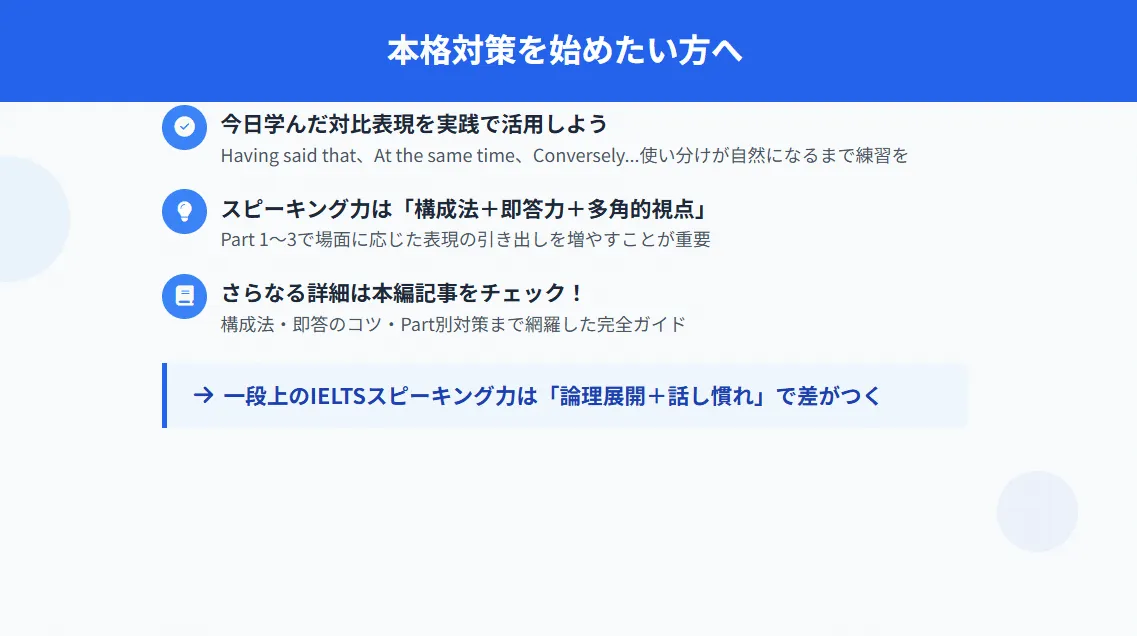 本格対策を始めたい方へ
今日学んだ対比表現を実践で活用しよう
Having said that、At the same time、Conversely...使い分けが自然になるまで練習を
スピーキング力は「構成法＋即答力＋多角的視点」
Part 1〜3で場面に応じた表現の引き出しを増やすことが重要
さらなる詳細は本編記事をチェック！
構成法・即答のコツ・Part別対策まで網羅した完全ガイド
→ 一段上のIELTSスピーキング力は「論理展開＋話し慣れ」で差がつく